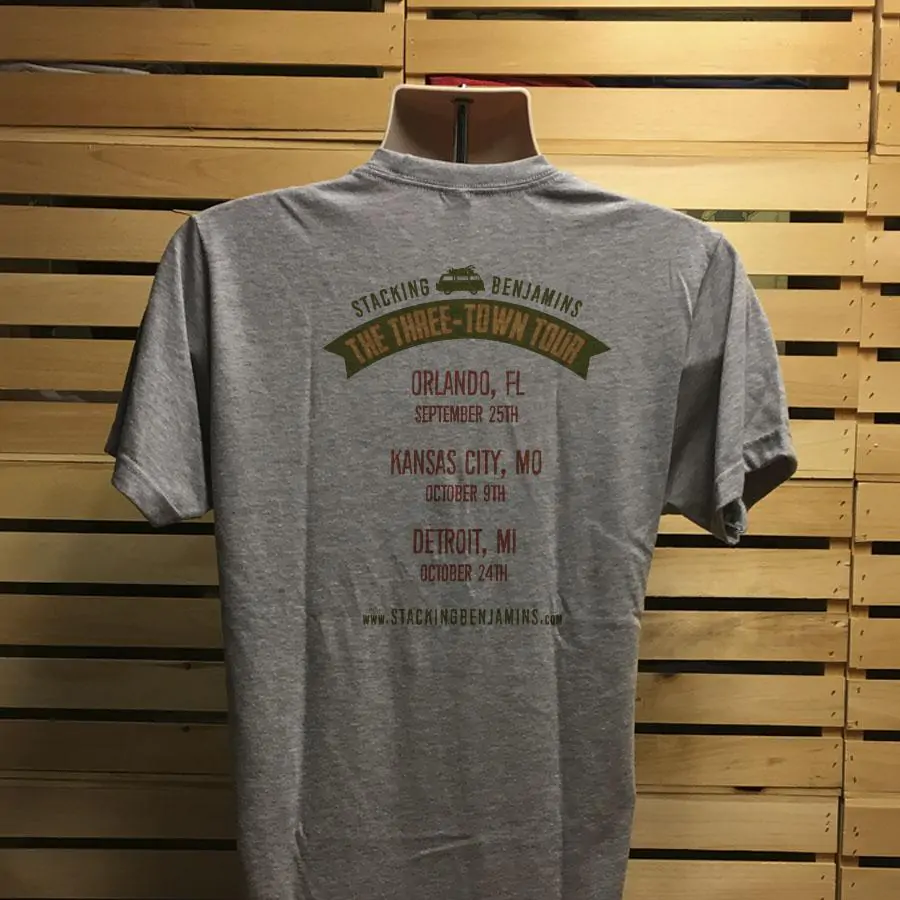 STACKING BENJAMINS
THE THREE-TOWN TOUR
ORLANDO, FL
SEPTEMBER 25TH
KANSAS CITY, MO
OCTOBER 9TH
DETROIT, MI
OCTOBER 24TH
www.STACKINGBENJAMINS.com